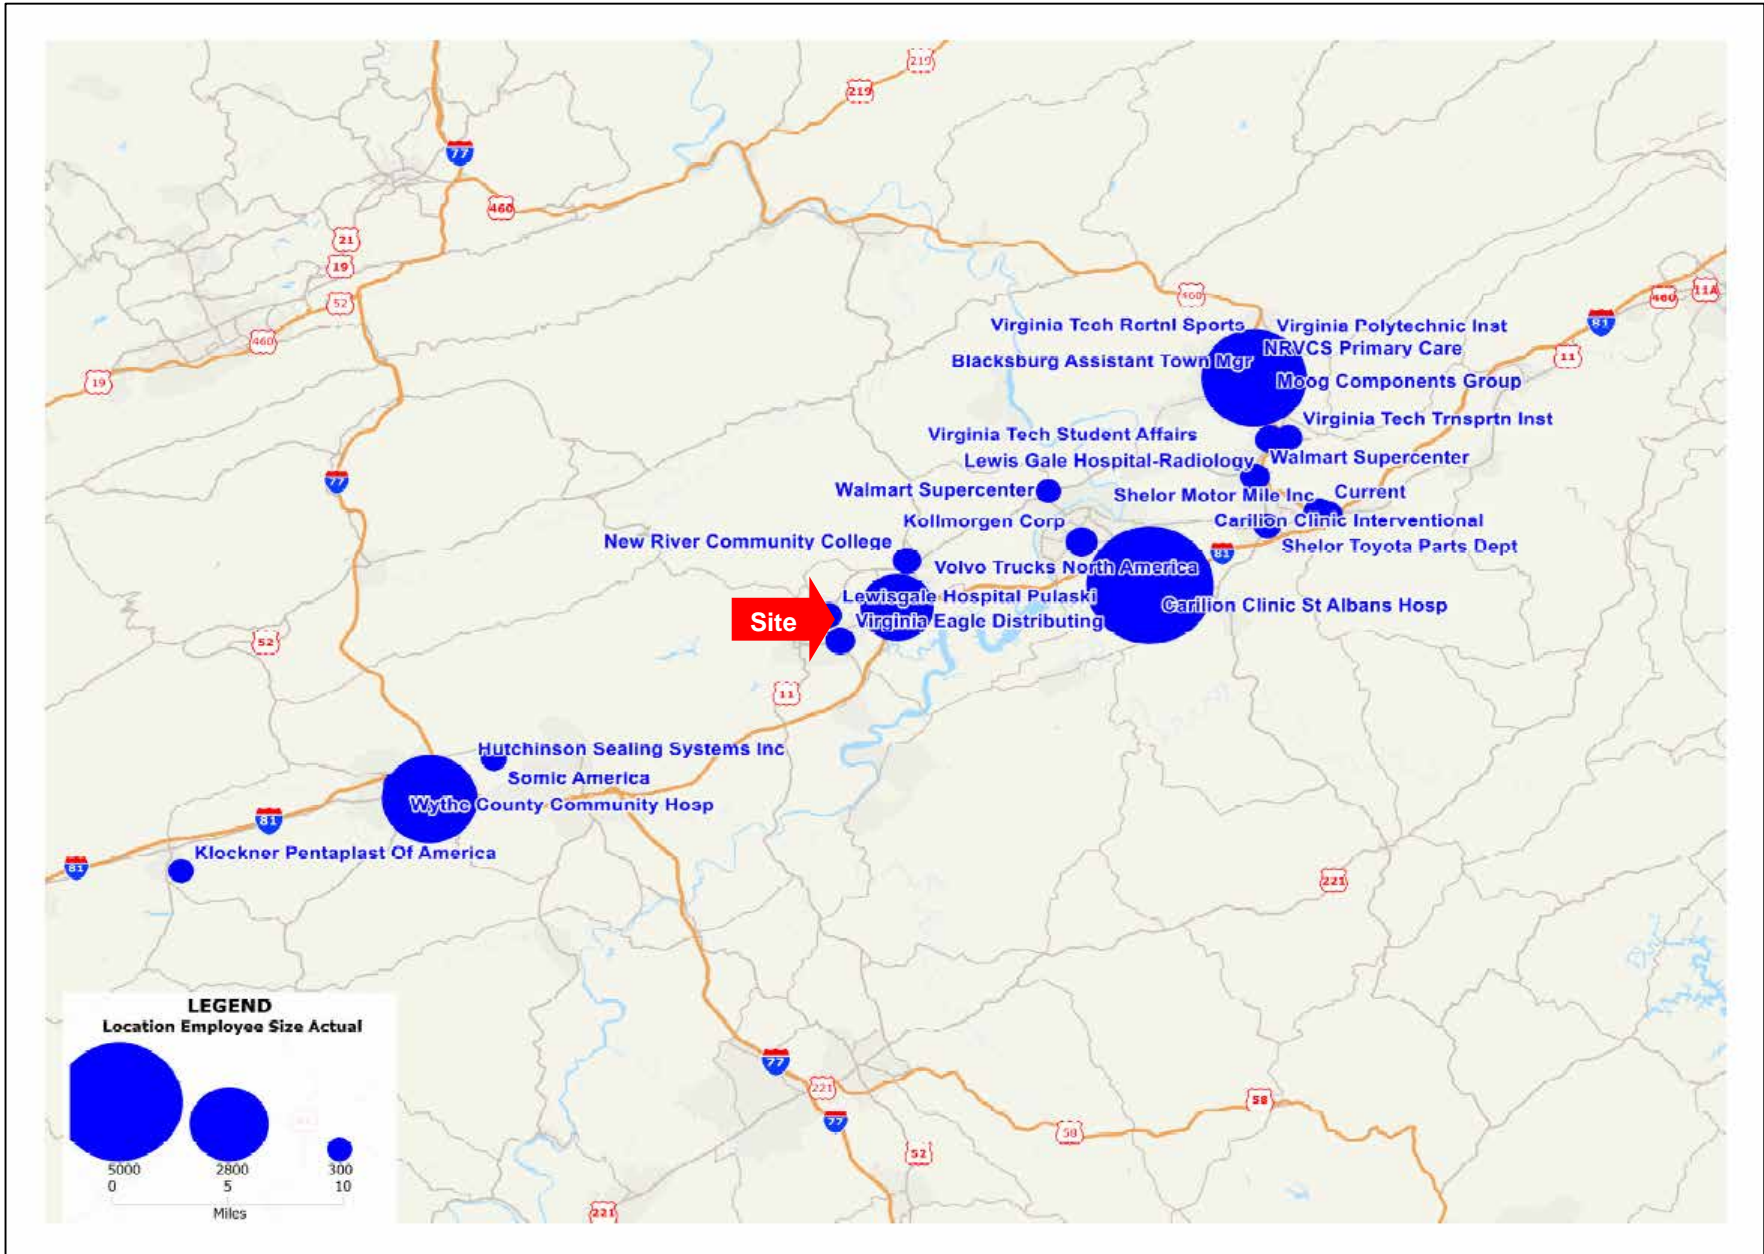 219
219
77
460
21
19
52
460
19
460
460
11A
81
11
Virginia Tech Rcrtnl Sports
Virginia Polytechnic Inst
NRVCS Primary Care
Blacksburg Assistant Town Mgr
Moog Components Group
Virginia Tech Trnsprtn Inst
Virginia Tech Student Affairs
Walmart Supercenter
Lewis Gale Hospital-Radiology
77
Walmart Supercenter
Shelor Motor Mile Inc
Current
Kollmorgen Corp
Carilion Clinic Interventional
New River Community College
Shelor Toyota Parts Dept
81
Volvo Trucks North America
Lewisgale Hospital Pulaski
Carilion Clinic St Albans Hosp
Site
Virginia Eagle Distributing
52
11
Hutchinson Sealing Systems Inc
Somic America
Wythe County Community Hosp
81
Klockner Pentaplast Of America
81
221
LEGEND
Location Employee Size Actual
5000 2800 300
0 5 10
Miles
77
221
77
58
58
52
221